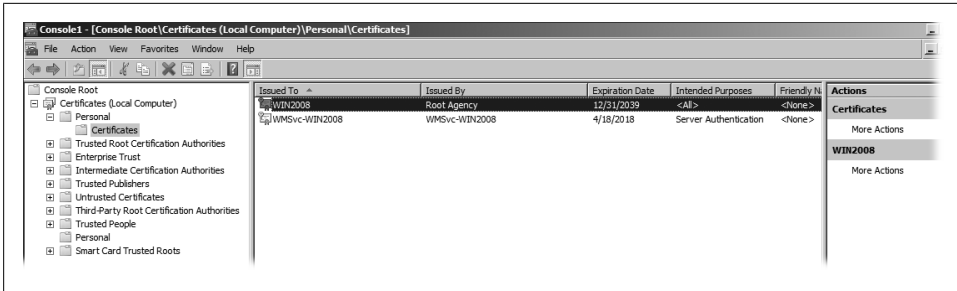 Console1 - [Console Root\Certificates (Local Computer)\Personal\Certificates]
File Action View Favorites Window Help
Console Root
Certificates (Local Computer)
Personal
Certificates
Trusted Root Certification Authorities
Enterprise Trust
Intermediate Certification Authorities
Trusted Publishers
Untrusted Certificates
Third-Party Root Certification Authorities
Trusted People
Personal
Smart Card Trusted Roots
Issued To Issued By Expiration Date Intended Purposes Friendly
WIN2008 Root Agency 12/31/2039 <All> <None>
WMSvc-WIN2008 WMSvc-WIN2008 4/18/2018 Server Authentication <None>
Actions
Certificates
More Actions
WIN2008
More Actions